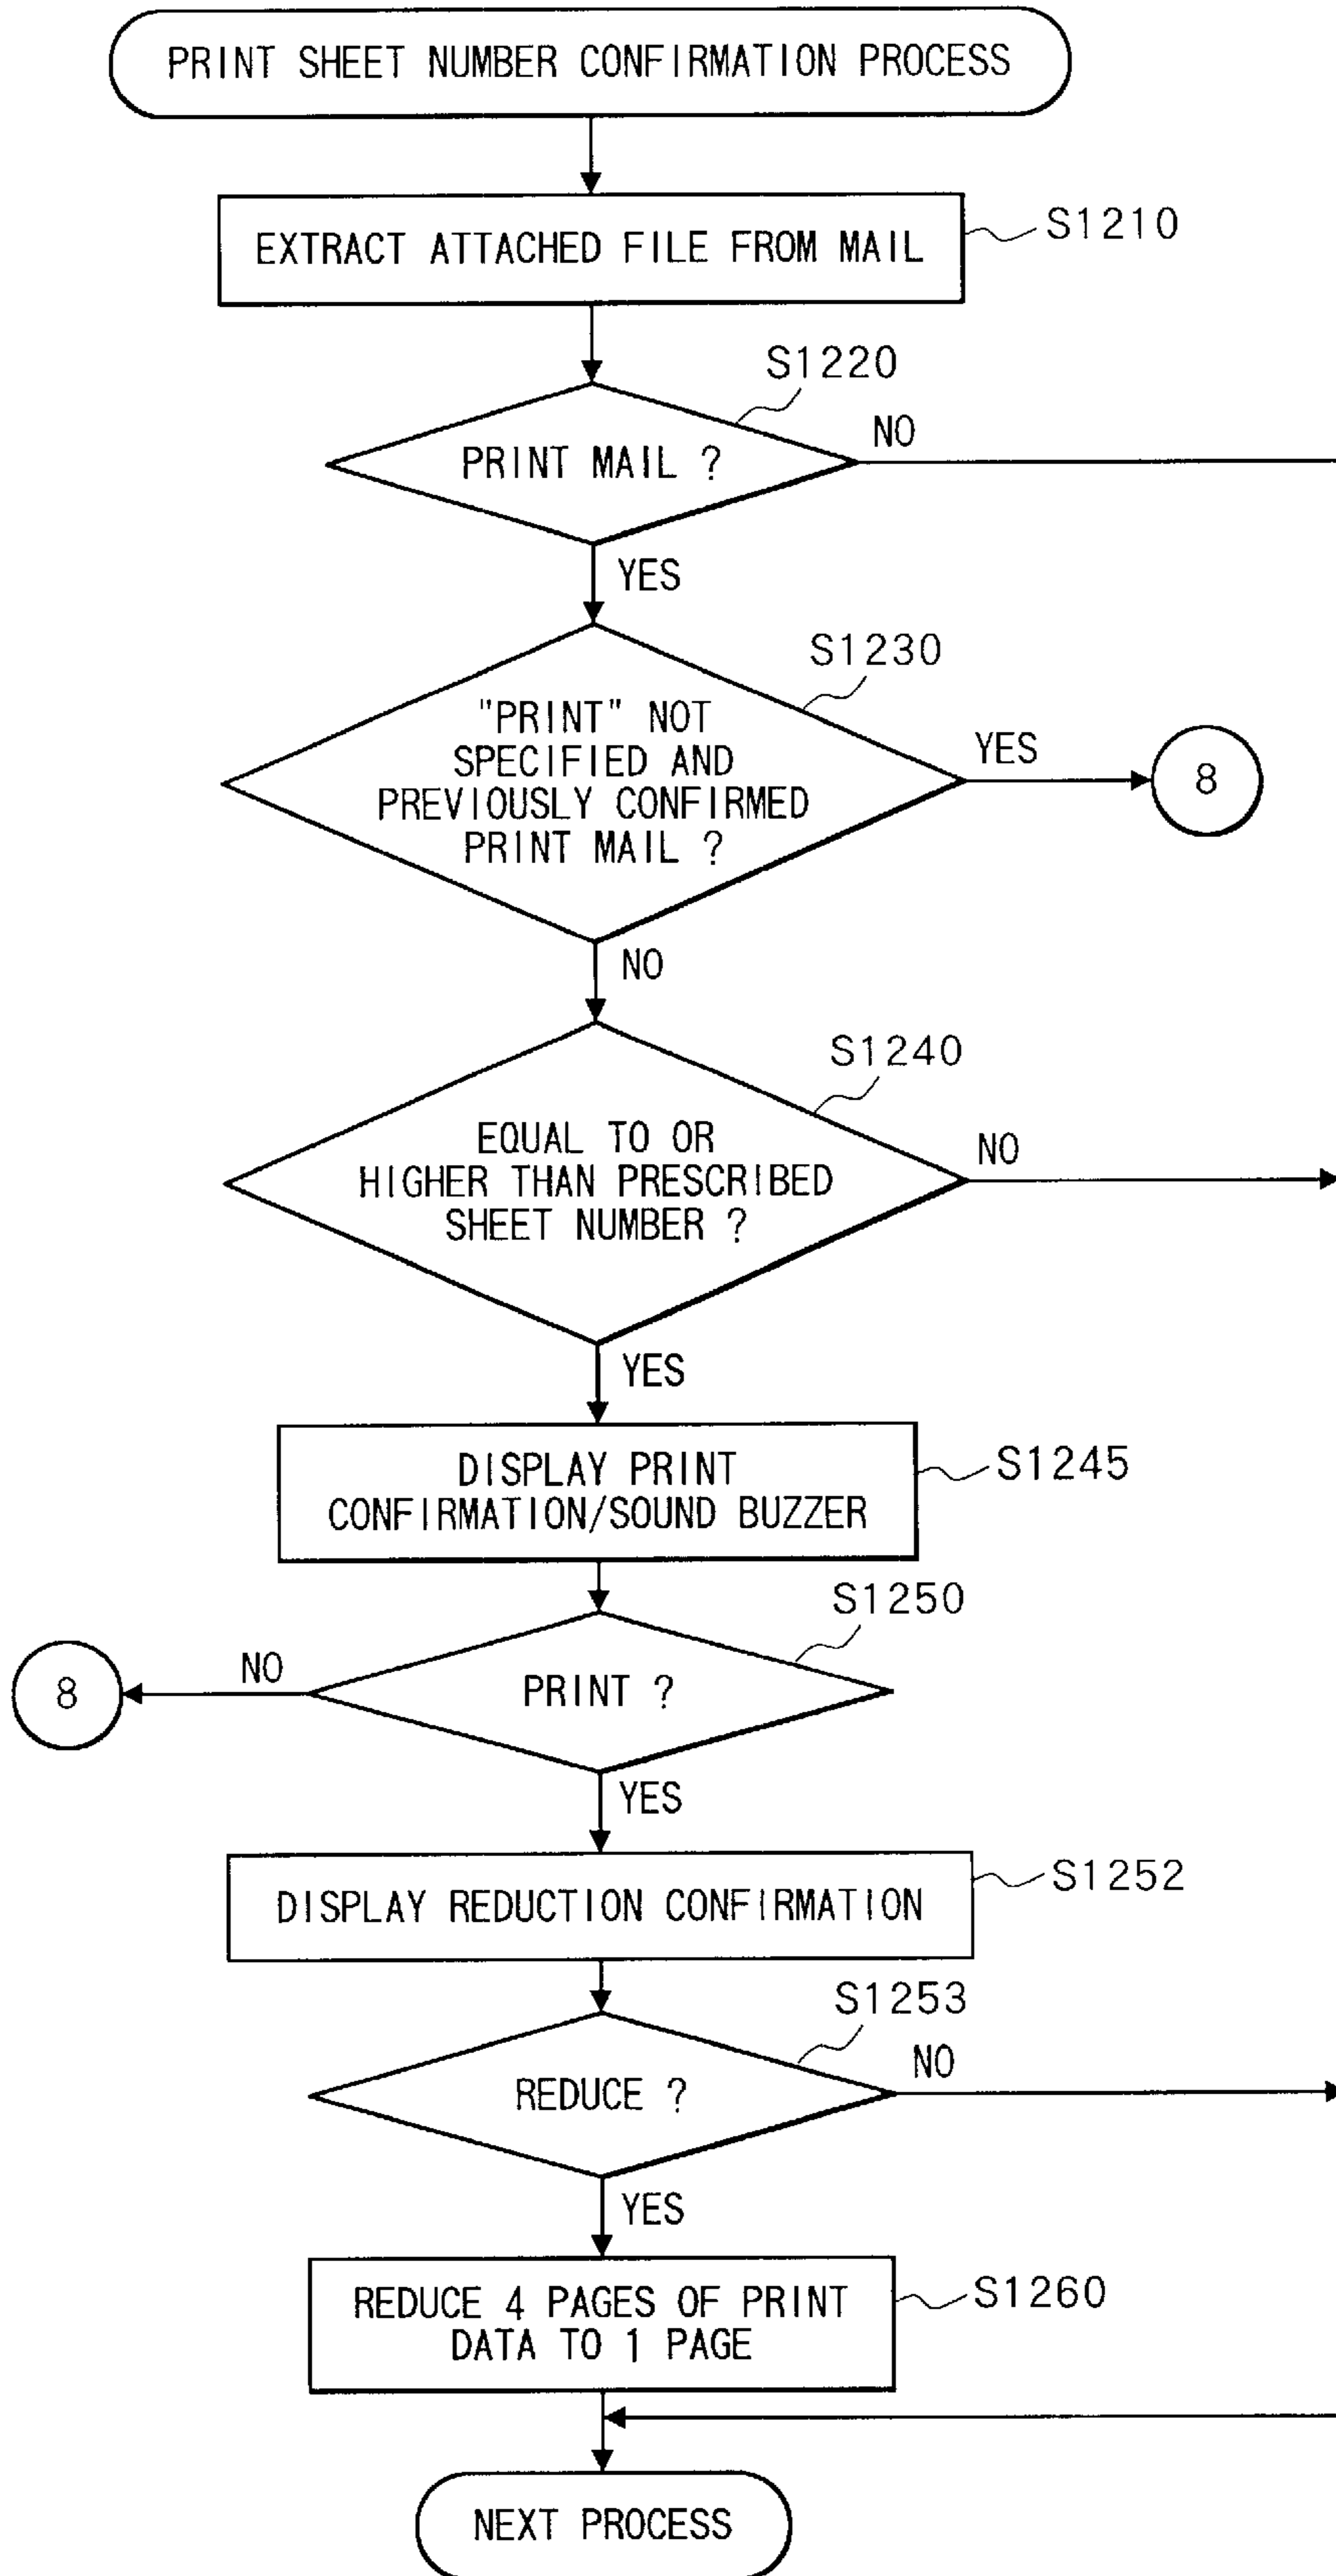 PRINT SHEET NUMBER CONFIRMATION PROCESS
EXTRACT ATTACHED FILE FROM MAIL
S1210
S1220
PRINT MAIL ?
NO
YES
S1230
"PRINT" NOT
SPECIFIED AND
PREVIOUSLY CONFIRMED
PRINT MAIL ?
YES
8
NO
S1240
EQUAL TO OR
HIGHER THAN PRESCRIBED
SHEET NUMBER ?
NO
YES
DISPLAY PRINT
CONFIRMATION/SOUND BUZZER
S1245
S1250
PRINT ?
NO
8
YES
DISPLAY REDUCTION CONFIRMATION
S1252
S1253
REDUCE ?
NO
YES
REDUCE 4 PAGES OF PRINT
DATA TO 1 PAGE
S1260
NEXT PROCESS